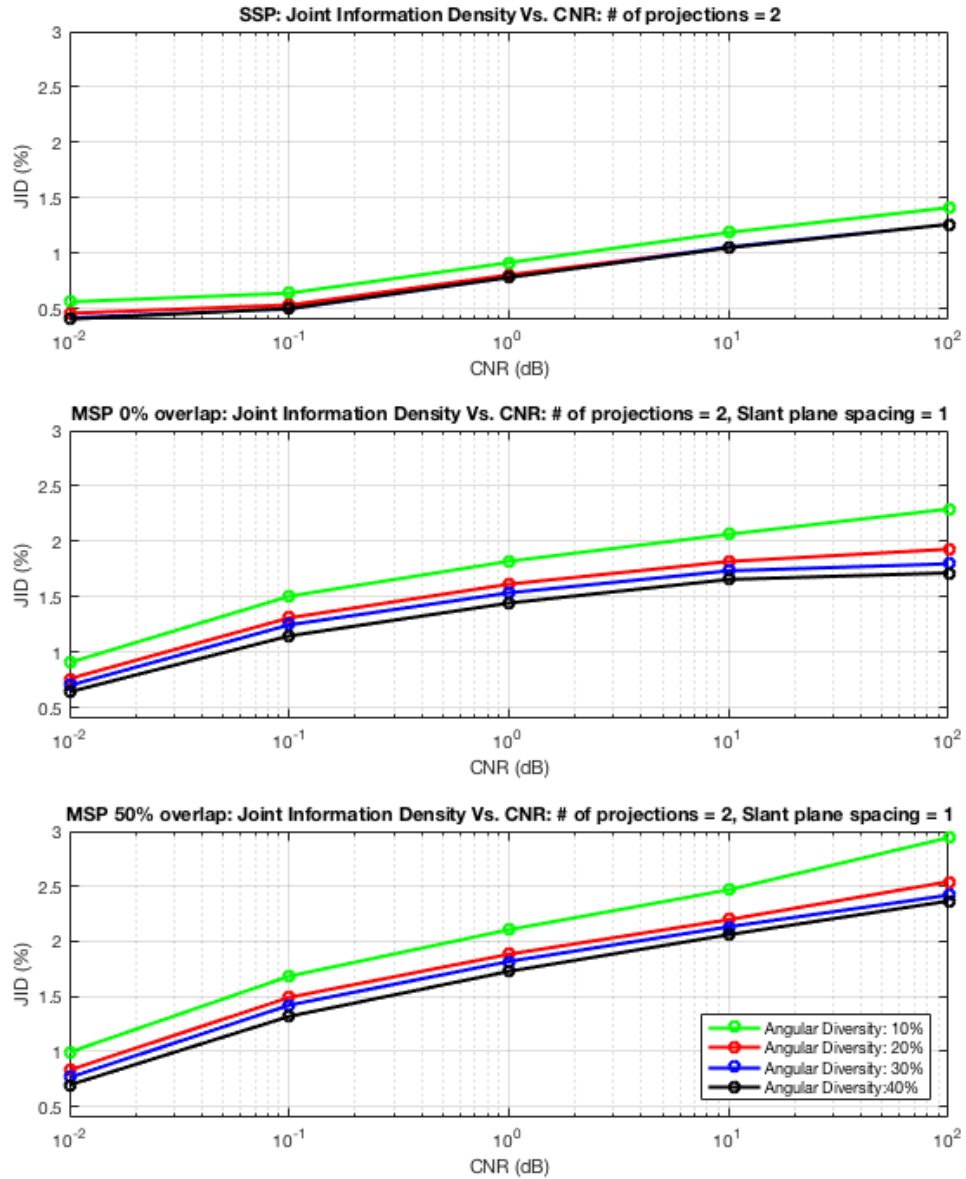 SSP: Joint Information Density Vs. CNR: # of projections = 2
3
2.5
2
1.5
1
0.5
JID (%)
10^-2 10^-1 10^0 10^1 10^2
CNR (dB)
MSP 0% overlap: Joint Information Density Vs. CNR: # of projections = 2, Slant plane spacing = 1
3
2.5
2
1.5
1
0.5
JID (%)
10^-2 10^-1 10^0 10^1 10^2
CNR (dB)
MSP 50% overlap: Joint Information Density Vs. CNR: # of projections = 2, Slant plane spacing = 1
3
2.5
2
1.5
1
0.5
JID (%)
Angular Diversity: 10%
Angular Diversity: 20%
Angular Diversity: 30%
Angular Diversity:40%
10^-2 10^-1 10^0 10^1 10^2
CNR (dB)